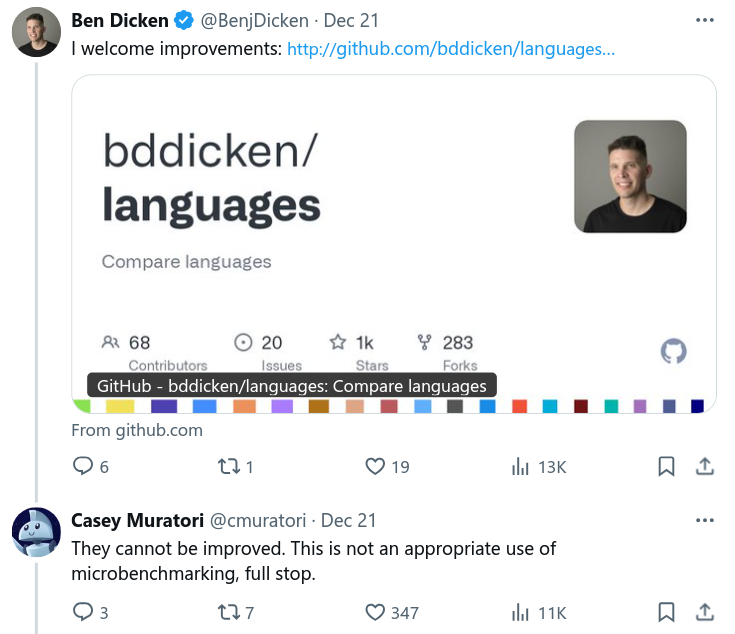 Ben Dicken @BenjDicken · Dec 21
I welcome improvements: http://github.com/bddicken/languages...
bddicken/
languages
Compare languages
68 20 1k 283
Contributors Issues Stars Forks
GitHub - bddicken/languages: Compare languages
From github.com
6 1 19 13K
Casey Muratori @cmuratori · Dec 21
They cannot be improved. This is not an appropriate use of
microbenchmarking, full stop.
3 7 347 11K